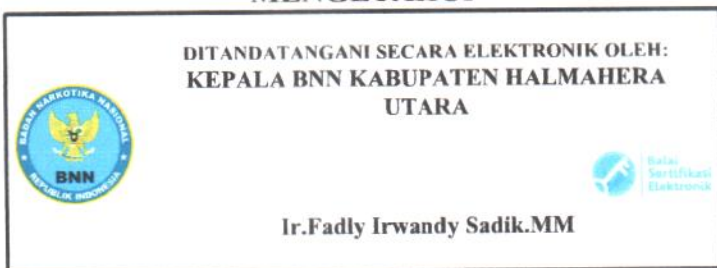 DITANDATANGANI SECARA ELEKTRONIK OLEH:
KEPALA BNN KABUPATEN HALMAHERA
UTARA
BADAN NARKOTIKA NASIONAL
BNN
REPUBLIK INDONESIA
Balai
Sertifikasi
Elektronik
Ir.Fadly Irwandy Sadik.MM